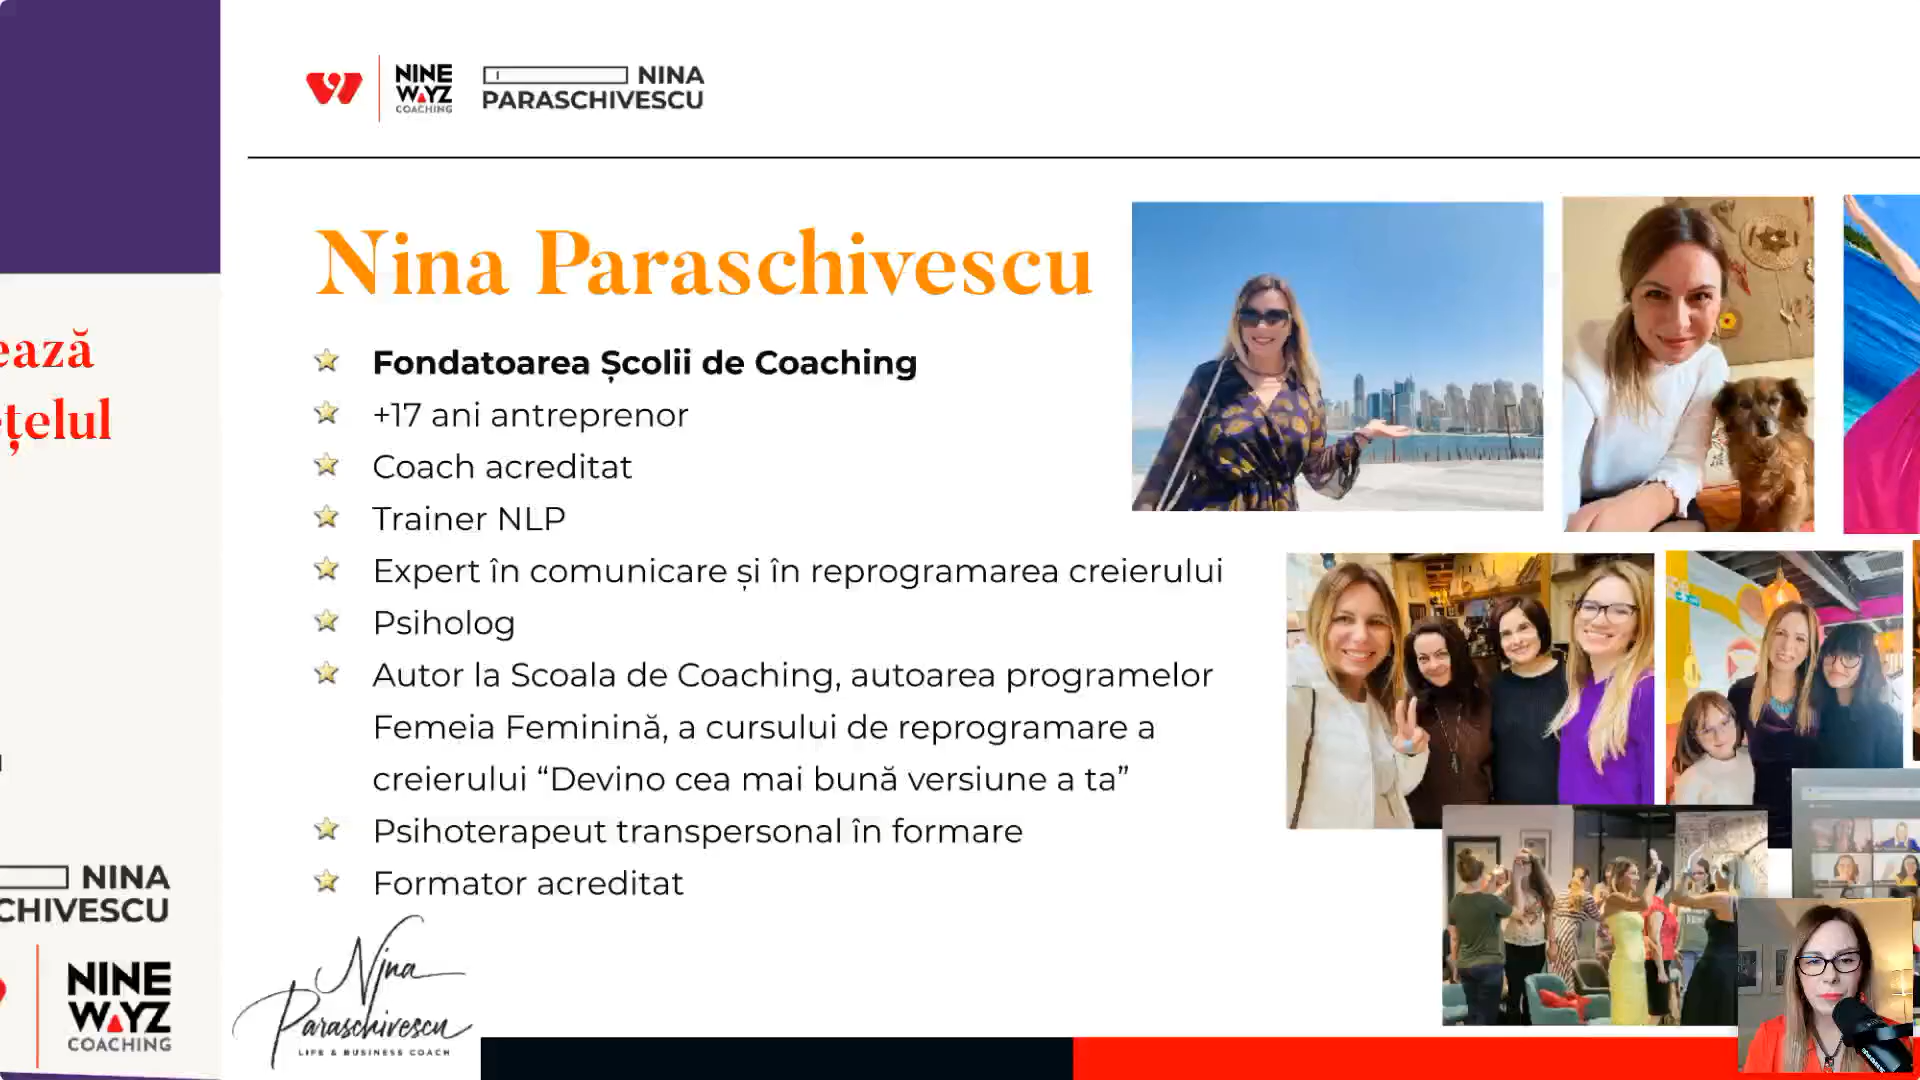 NINE
WAYZ
COACHING
NINA
PARASCHIVESCU
Nina Paraschivescu
Fondatoarea Școlii de Coaching
+17 ani antreprenor
Coach acreditat
Trainer NLP
Expert în comunicare și în reprogramarea creierului
Psiholog
Autor la Scoala de Coaching, autoarea programelor
Femeia Feminină, a cursului de reprogramare a
creierului “Devino cea mai bună versiune a ta”
Psihoterapeut transpersonal în formare
Formator acreditat
Nina
Paraschivescu
LIFE & BUSINESS COACH
ează
ețelul
NINA
CHIVESCU
NINE
WAYZ
COACHING